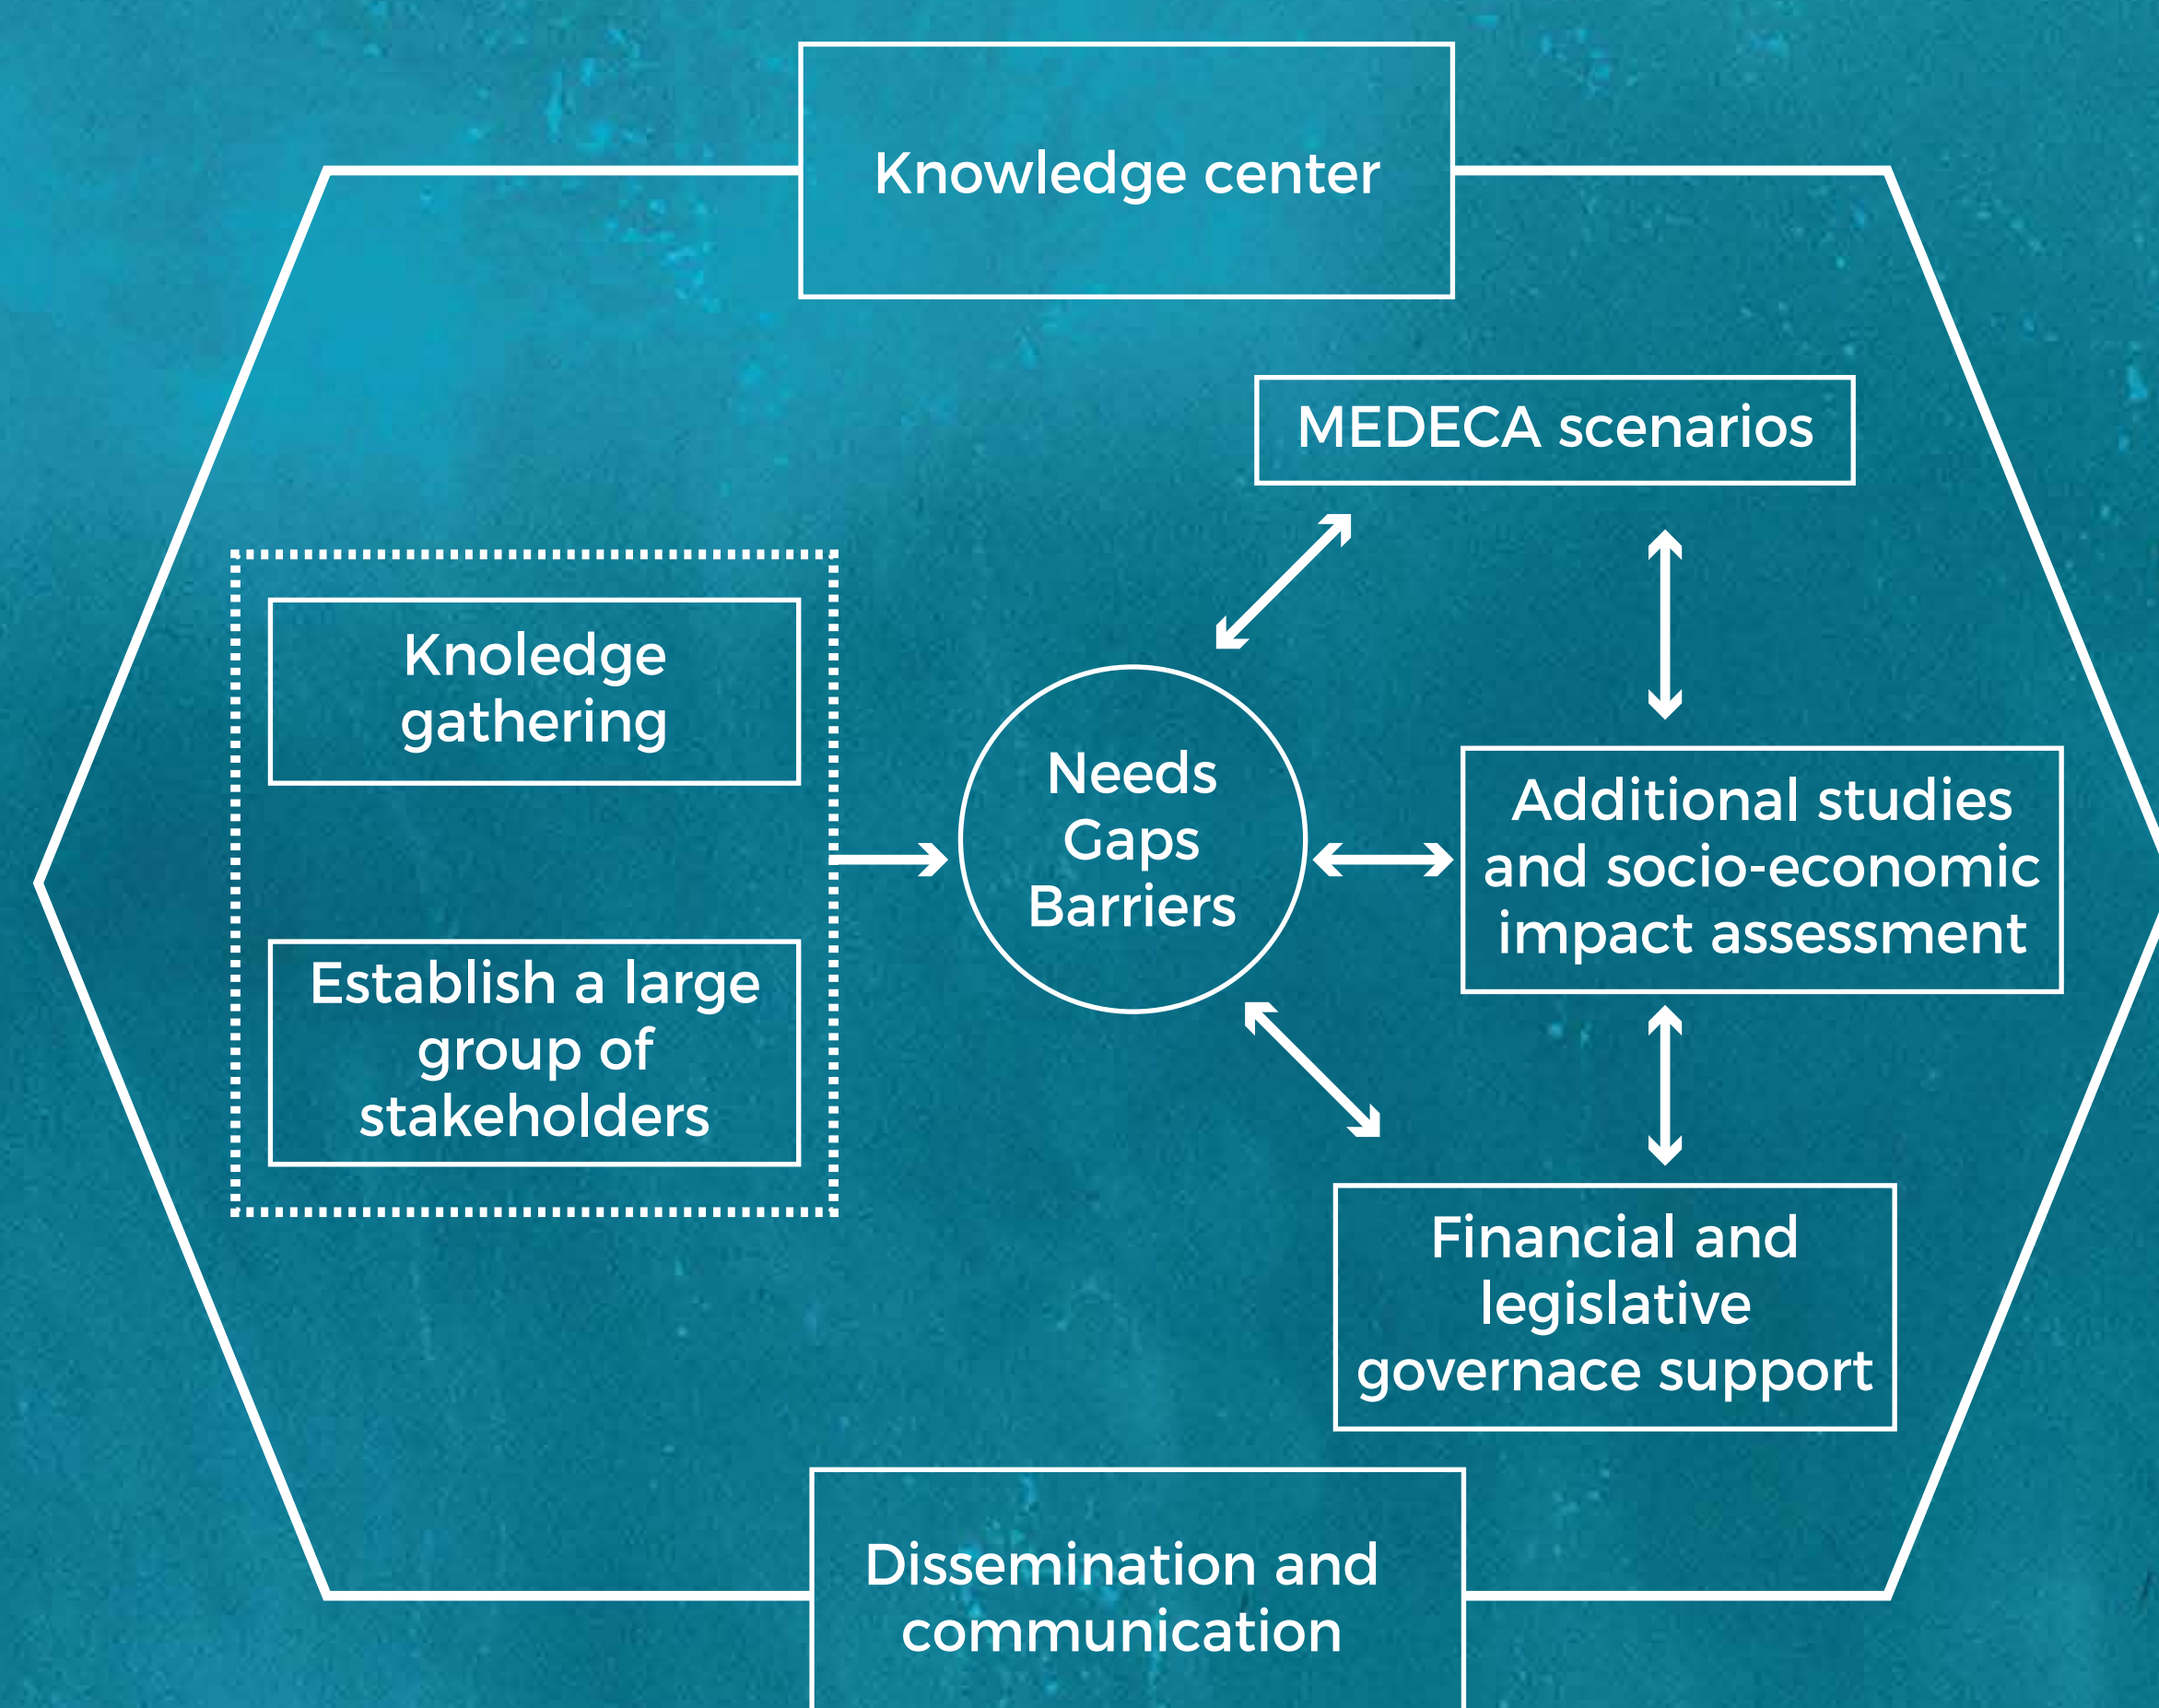 Knowledge center
MEDECA scenarios
Knoledge
gathering
Establish a large
group of
stakeholders
Needs
Gaps
Barriers
Additional studies
and socio-economic
impact assessment
Financial and
legislative
governace support
Dissemination and
communication